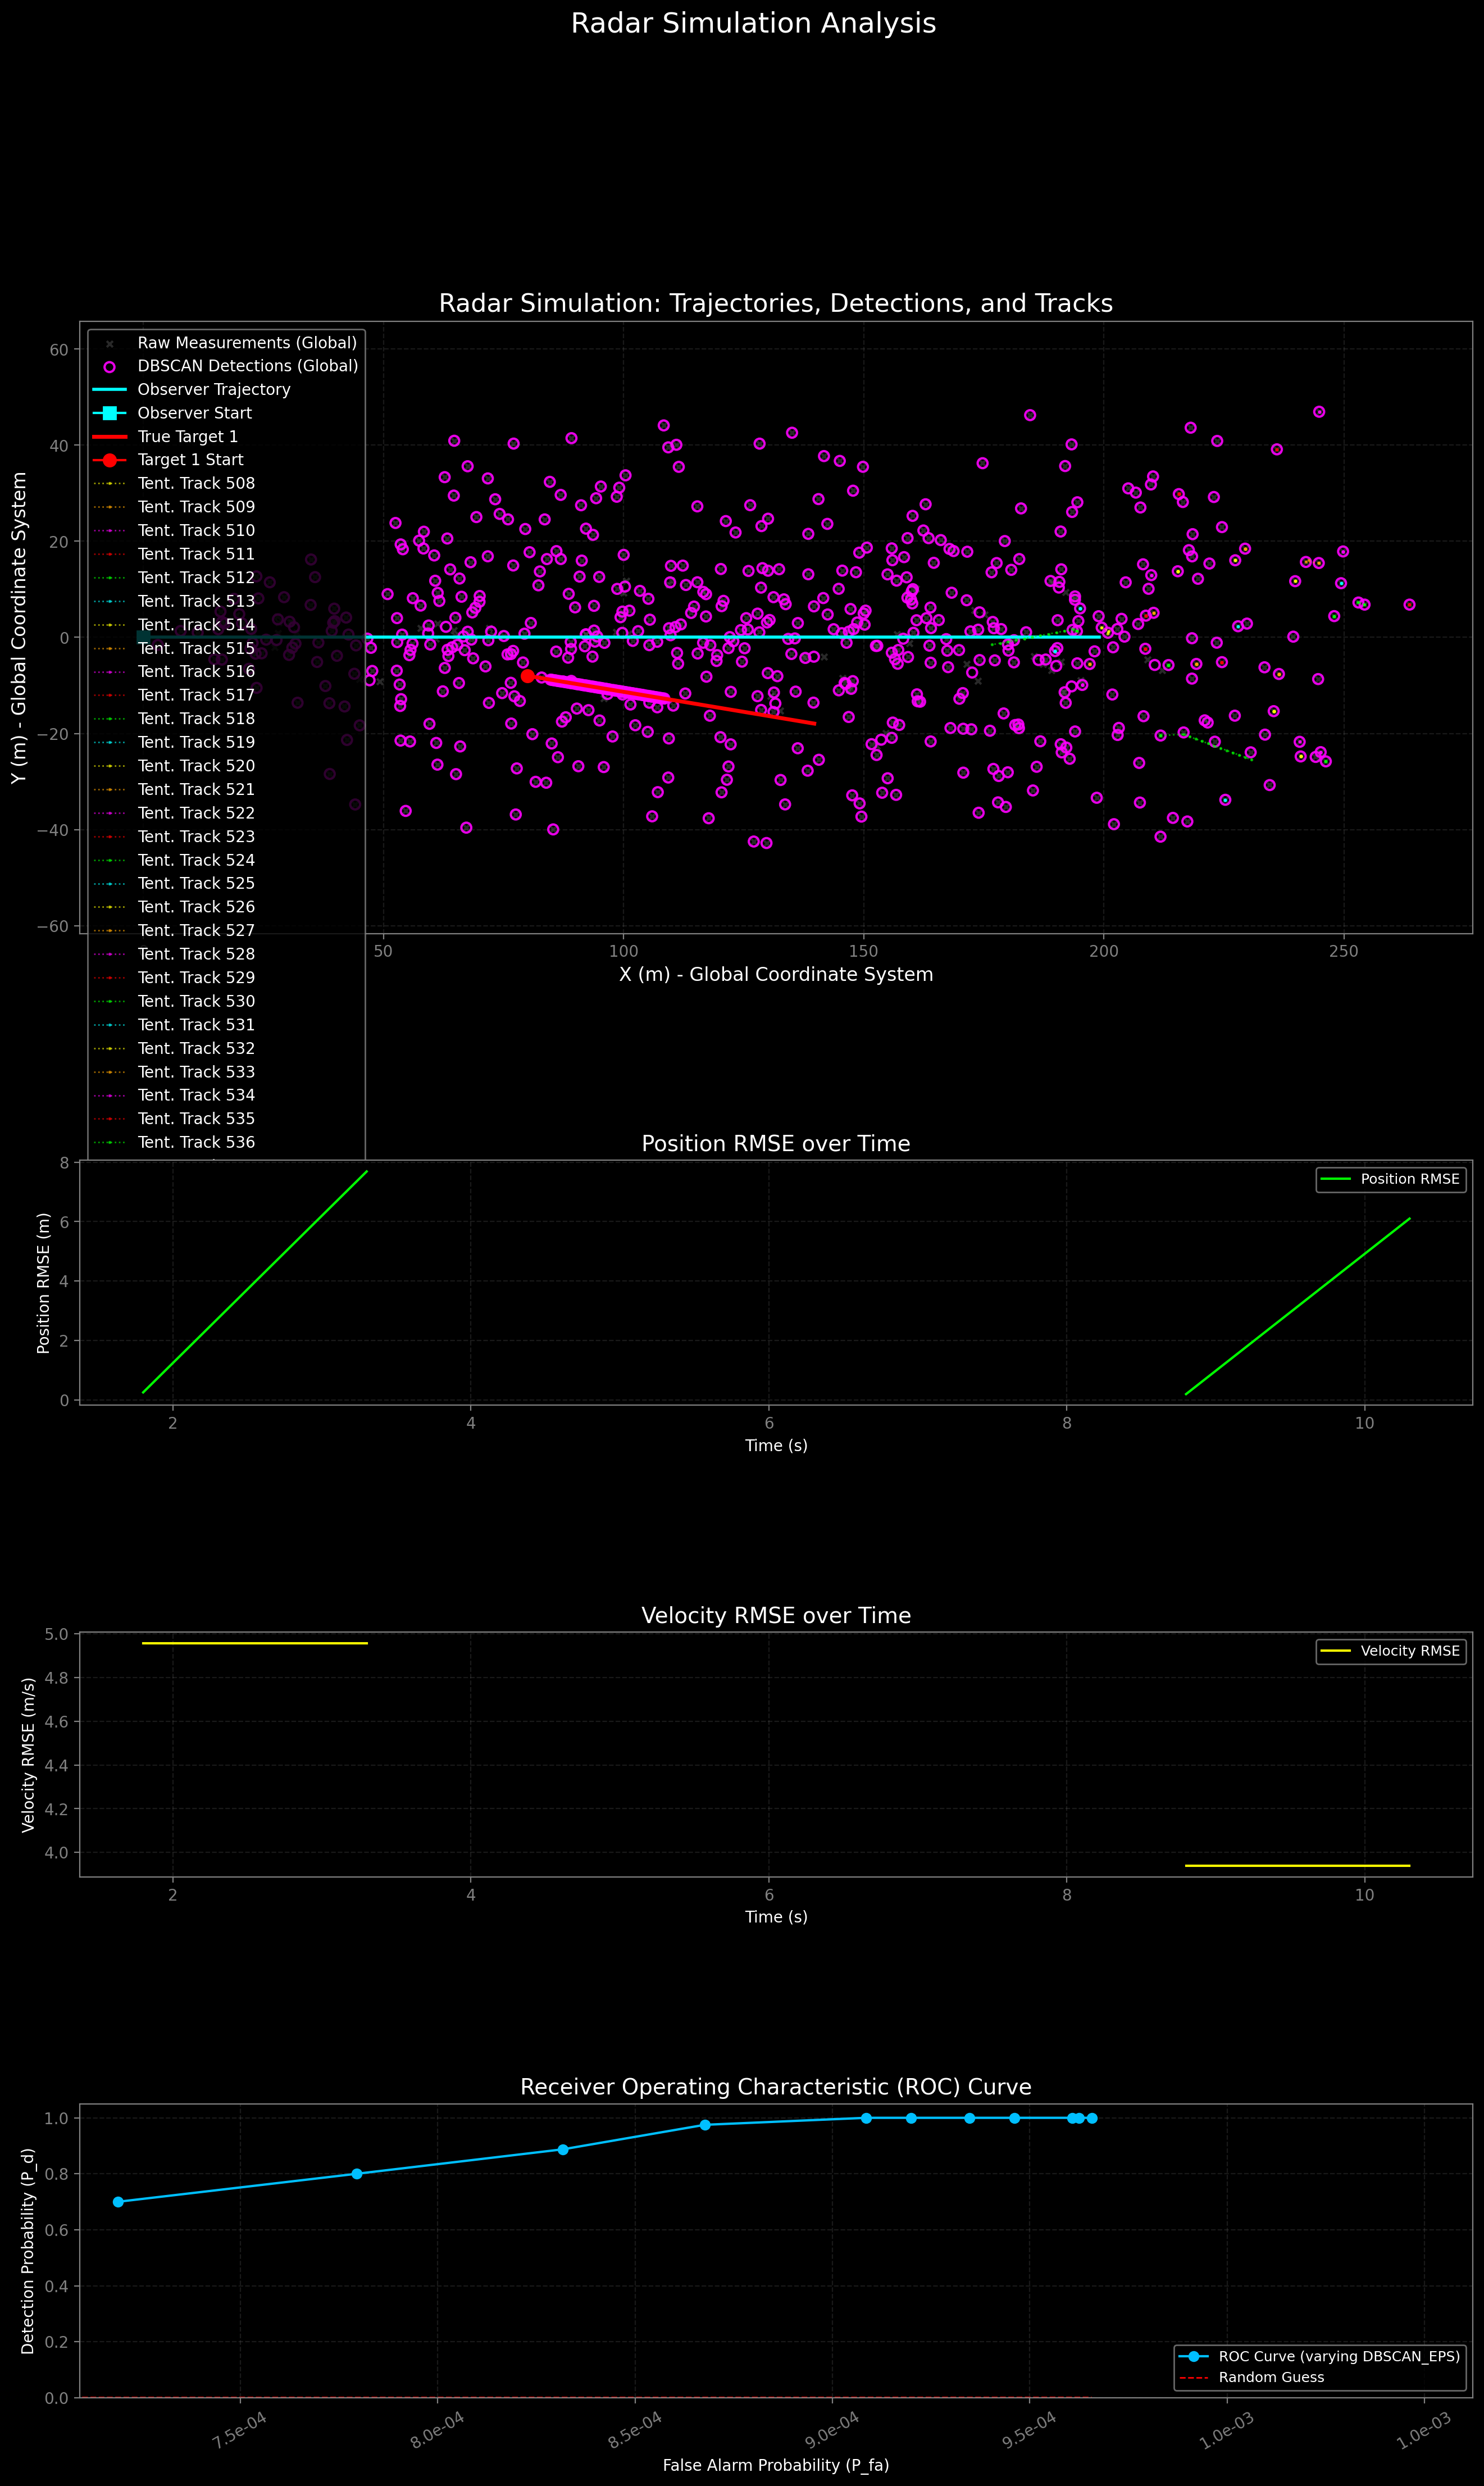 Radar Simulation Analysis
Radar Simulation: Trajectories, Detections, and Tracks
Raw Measurements (Global)
DBSCAN Detections (Global)
Observer Trajectory
Observer Start
True Target 1
Target 1 Start
Tent. Track 508
Tent. Track 509
Tent. Track 510
Tent. Track 511
Tent. Track 512
Tent. Track 513
Tent. Track 514
Tent. Track 515
Tent. Track 516
Tent. Track 517
Tent. Track 518
Tent. Track 519
Tent. Track 520
Tent. Track 521
Tent. Track 522
Tent. Track 523
Tent. Track 524
Tent. Track 525
Tent. Track 526
Tent. Track 527
Tent. Track 528
Tent. Track 529
Tent. Track 530
Tent. Track 531
Tent. Track 532
Tent. Track 533
Tent. Track 534
Tent. Track 535
Tent. Track 536
60
40
20
0
−20
−40
−60
Y (m) - Global Coordinate System
50 100 150 200 250
X (m) - Global Coordinate System
Position RMSE over Time
Position RMSE
8
6
4
2
0
Position RMSE (m)
2 4 6 8 10
Time (s)
Velocity RMSE over Time
Velocity RMSE
5.0
4.8
4.6
4.4
4.2
4.0
Velocity RMSE (m/s)
2 4 6 8 10
Time (s)
Receiver Operating Characteristic (ROC) Curve
1.0
0.8
0.6
0.4
0.2
0.0
Detection Probability (P_d)
ROC Curve (varying DBSCAN_EPS)
Random Guess
7.5e-04 8.0e-04 8.5e-04 9.0e-04 9.5e-04 1.0e-03 1.0e-03
False Alarm Probability (P_fa)